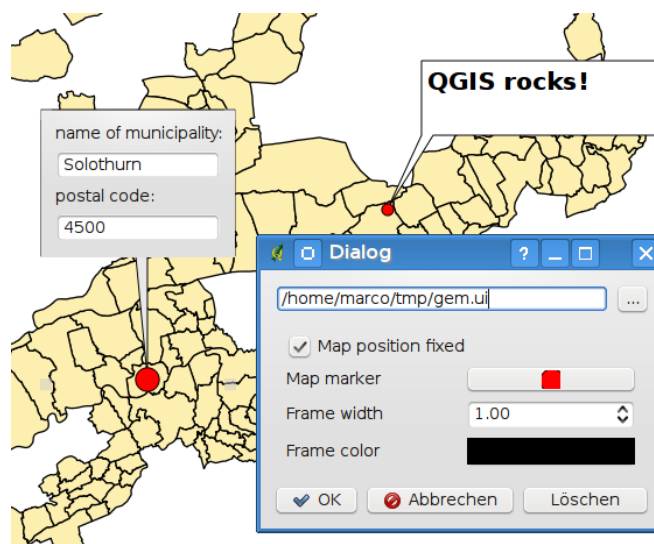 QGIS rocks!
name of municipality:
Solothurn
postal code:
4500
Dialog
?
/home/marco/tmp/gem.ui
...
Map position fixed
Map marker
Frame width
1.00
Frame color
OK
Abbrechen
Löschen